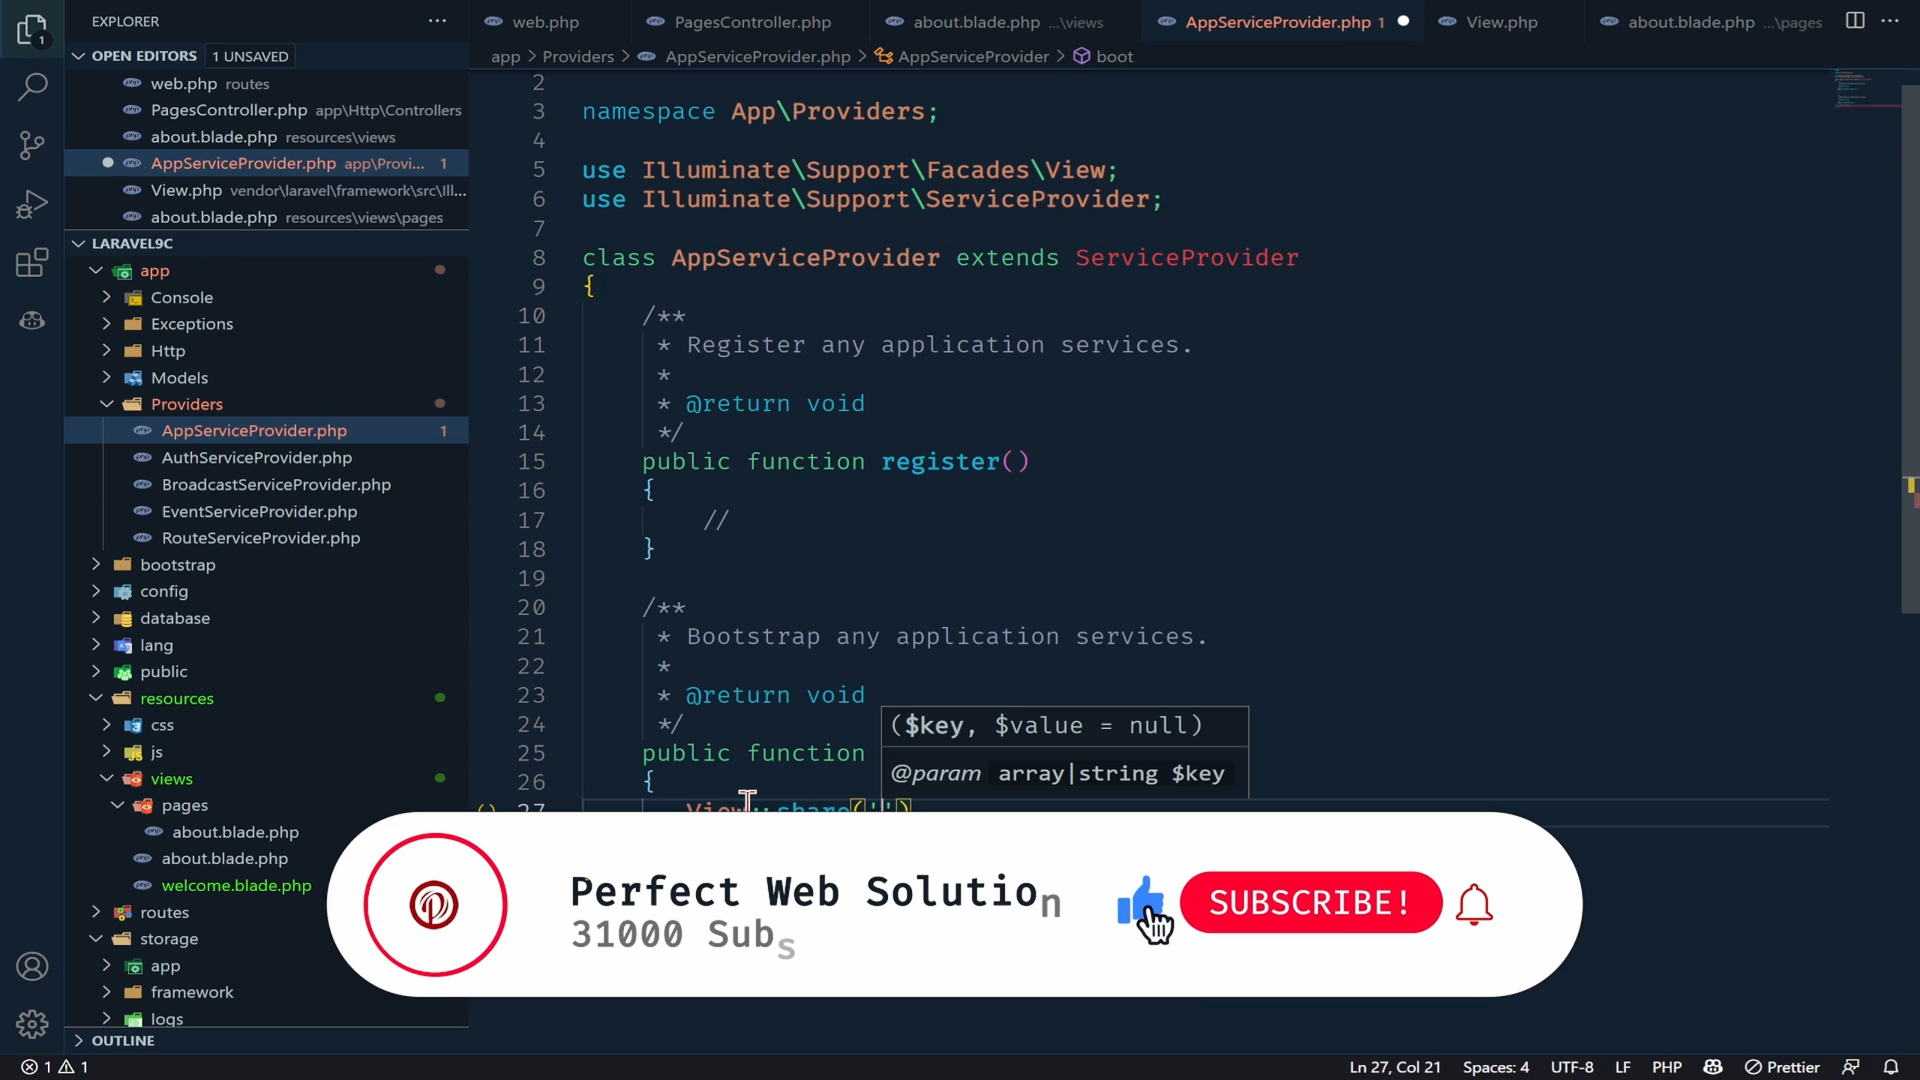 EXPLORER
OPEN EDITORS 1 UNSAVED
web.php routes
PagesController.php app\Http\Controllers
about.blade.php resources\views
AppServiceProvider.php app\Provi... 1
View.php vendor\laravel\framework\src\Ill...
about.blade.php resources\views\pages
LARAVEL9C
app
Console
Exceptions
Http
Models
Providers
AppServiceProvider.php 1
AuthServiceProvider.php
BroadcastServiceProvider.php
EventServiceProvider.php
RouteServiceProvider.php
bootstrap
config
database
lang
public
resources
css
js
views
pages
about.blade.php
about.blade.php
welcome.blade.php
routes
storage
app
framework
logs
OUTLINE
web.php PagesController.php about.blade.php ...\views AppServiceProvider.php 1 View.php about.blade.php ...\pages
app > Providers > AppServiceProvider.php > AppServiceProvider > boot
2
3 namespace App\Providers;
4
5 use Illuminate\Support\Facades\View;
6 use Illuminate\Support\ServiceProvider;
7
8 class AppServiceProvider extends ServiceProvider
9 {
10 /**
11 * Register any application services.
12 *
13 * @return void
14 */
15 public function register()
16 {
17 //
18 }
19
20 /**
21 * Bootstrap any application services.
22 *
23 * @return void
24 */
25 public function
26 {
27 View::share('')
($key, $value = null)
@param array|string $key
Perfect Web Solution
31000 Subs
SUBSCRIBE!
1 1 Ln 27, Col 21 Spaces: 4 UTF-8 LF PHP Prettier